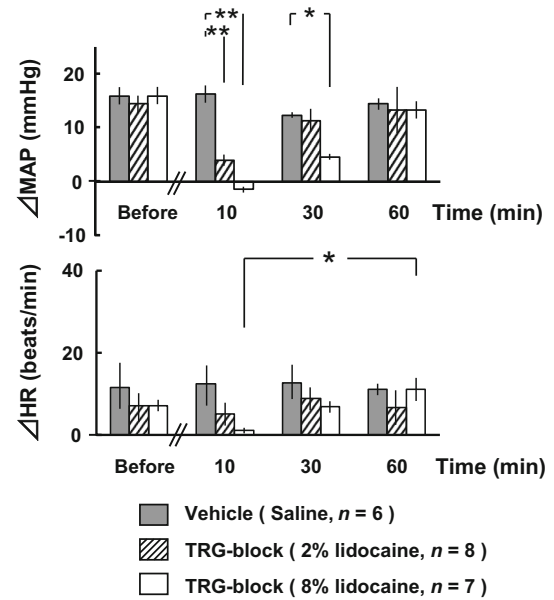 ** 
** 
*
20
10
0
-10
⊿MAP (mmHg)
Before
10
30
60
Time (min)
*
40
20
0
⊿HR (beats/min)
Before
10
30
60
Time (min)
Vehicle ( Saline, n = 6 )
TRG-block ( 2% lidocaine, n = 8 )
TRG-block ( 8% lidocaine, n = 7 )